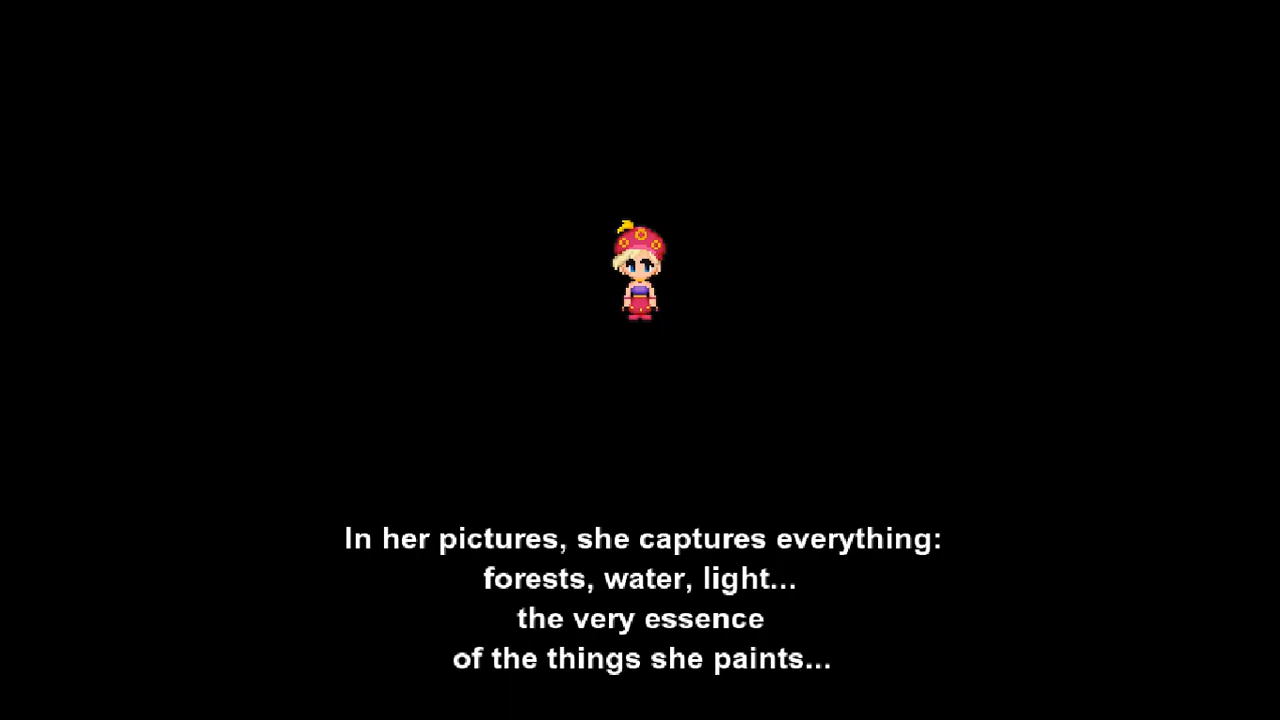 In her pictures, she captures everything:
forests, water, light...
the very essence
of the things she paints...